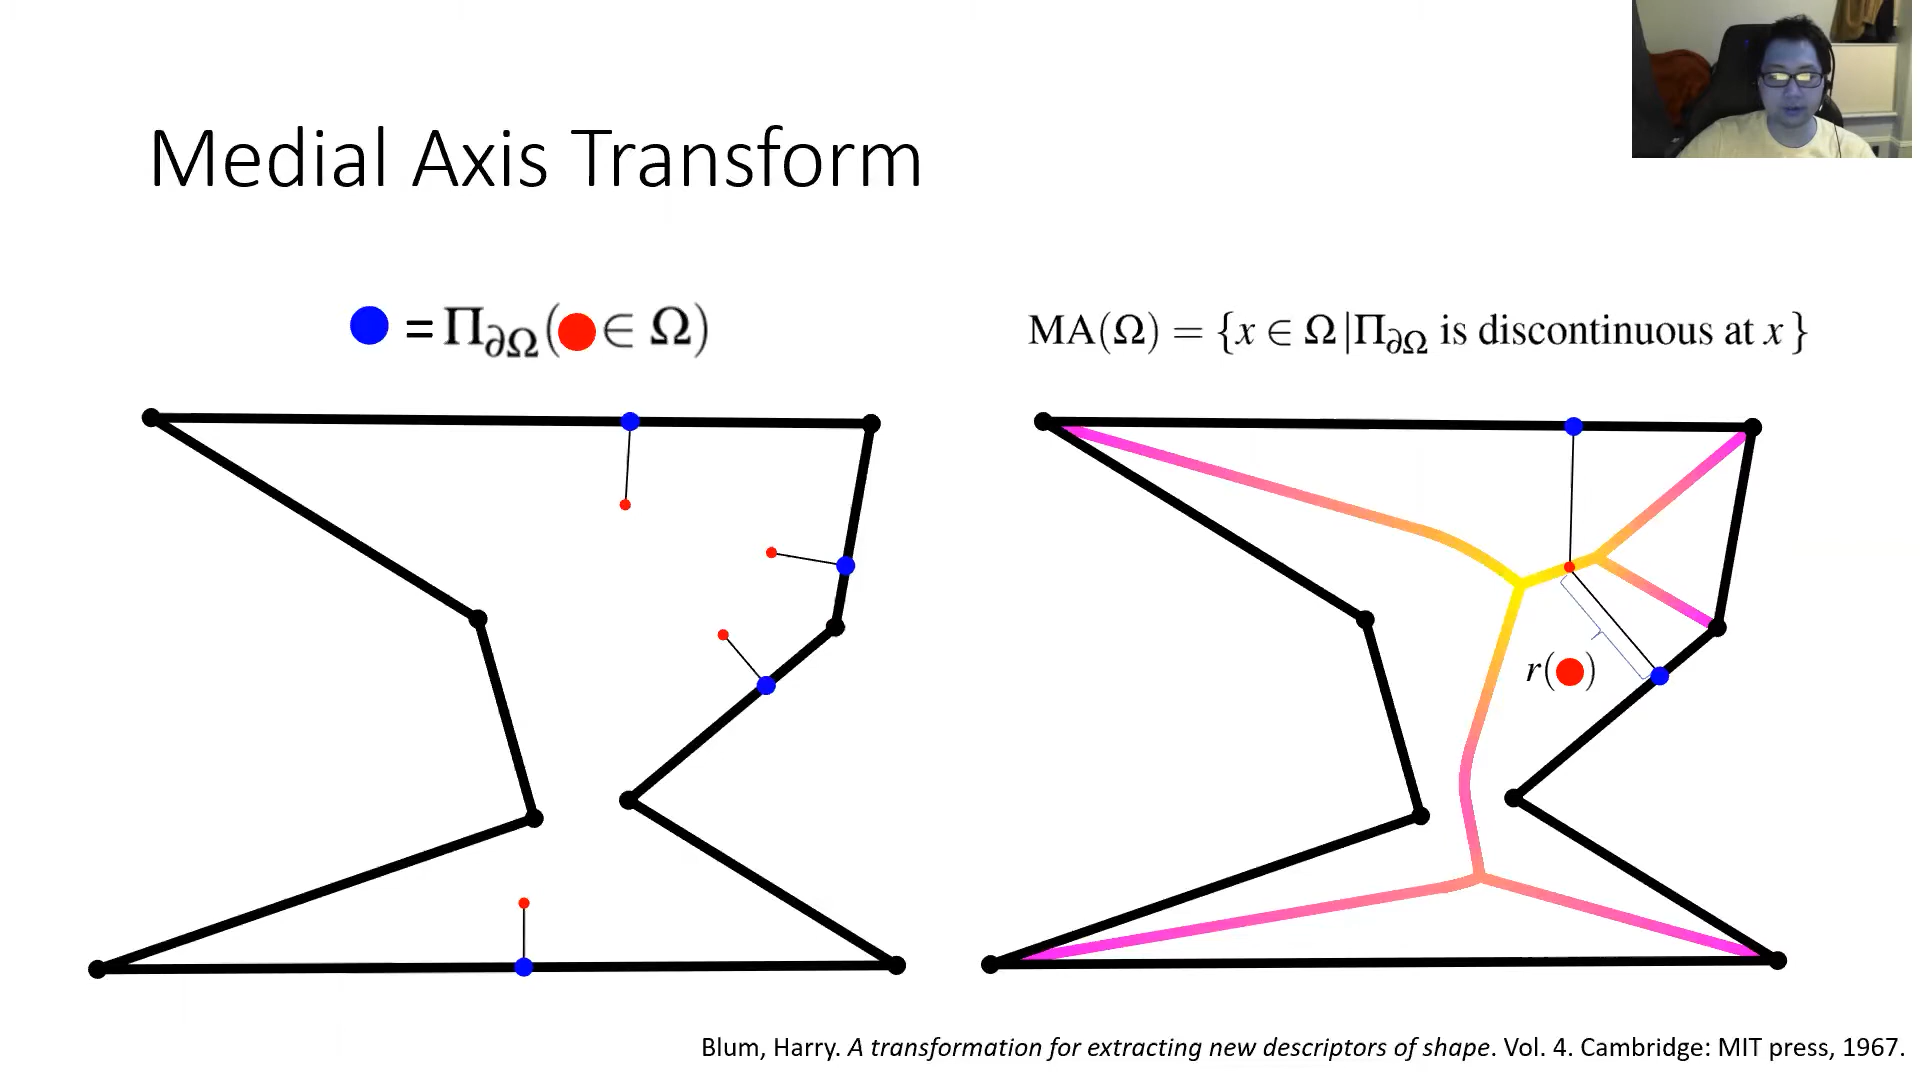 Medial Axis Transform
= Π∂Ω( ∈ Ω)
MA(Ω) = {x ∈ Ω|Π∂Ω is discontinuous at x}
r( )
Blum, Harry. A transformation for extracting new descriptors of shape. Vol. 4. Cambridge: MIT press, 1967.